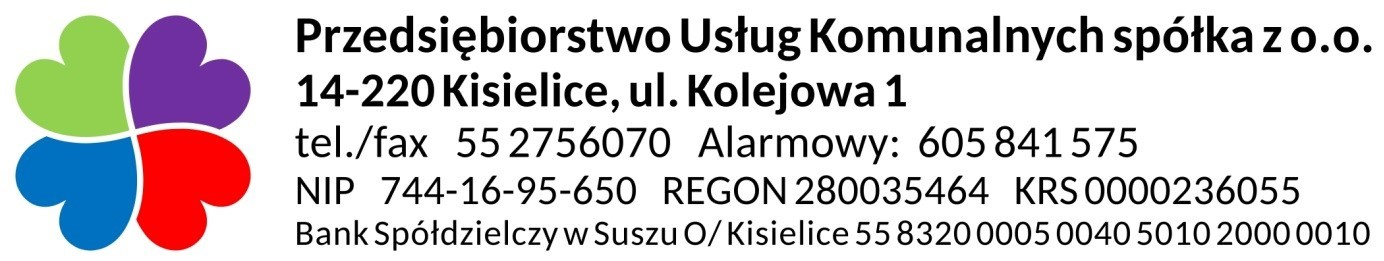 Przedsiębiorstwo Usług Komunalnych spółka z o.o.
14-220 Kisielice, ul. Kolejowa 1
tel./fax 55 2756070 Alarmowy: 605 841 575
NIP 744-16-95-650 REGON 280035464 KRS 0000236055
Bank Spółdzielczy w Suszu O/ Kisielice 55 8320 0005 0040 5010 2000 0010